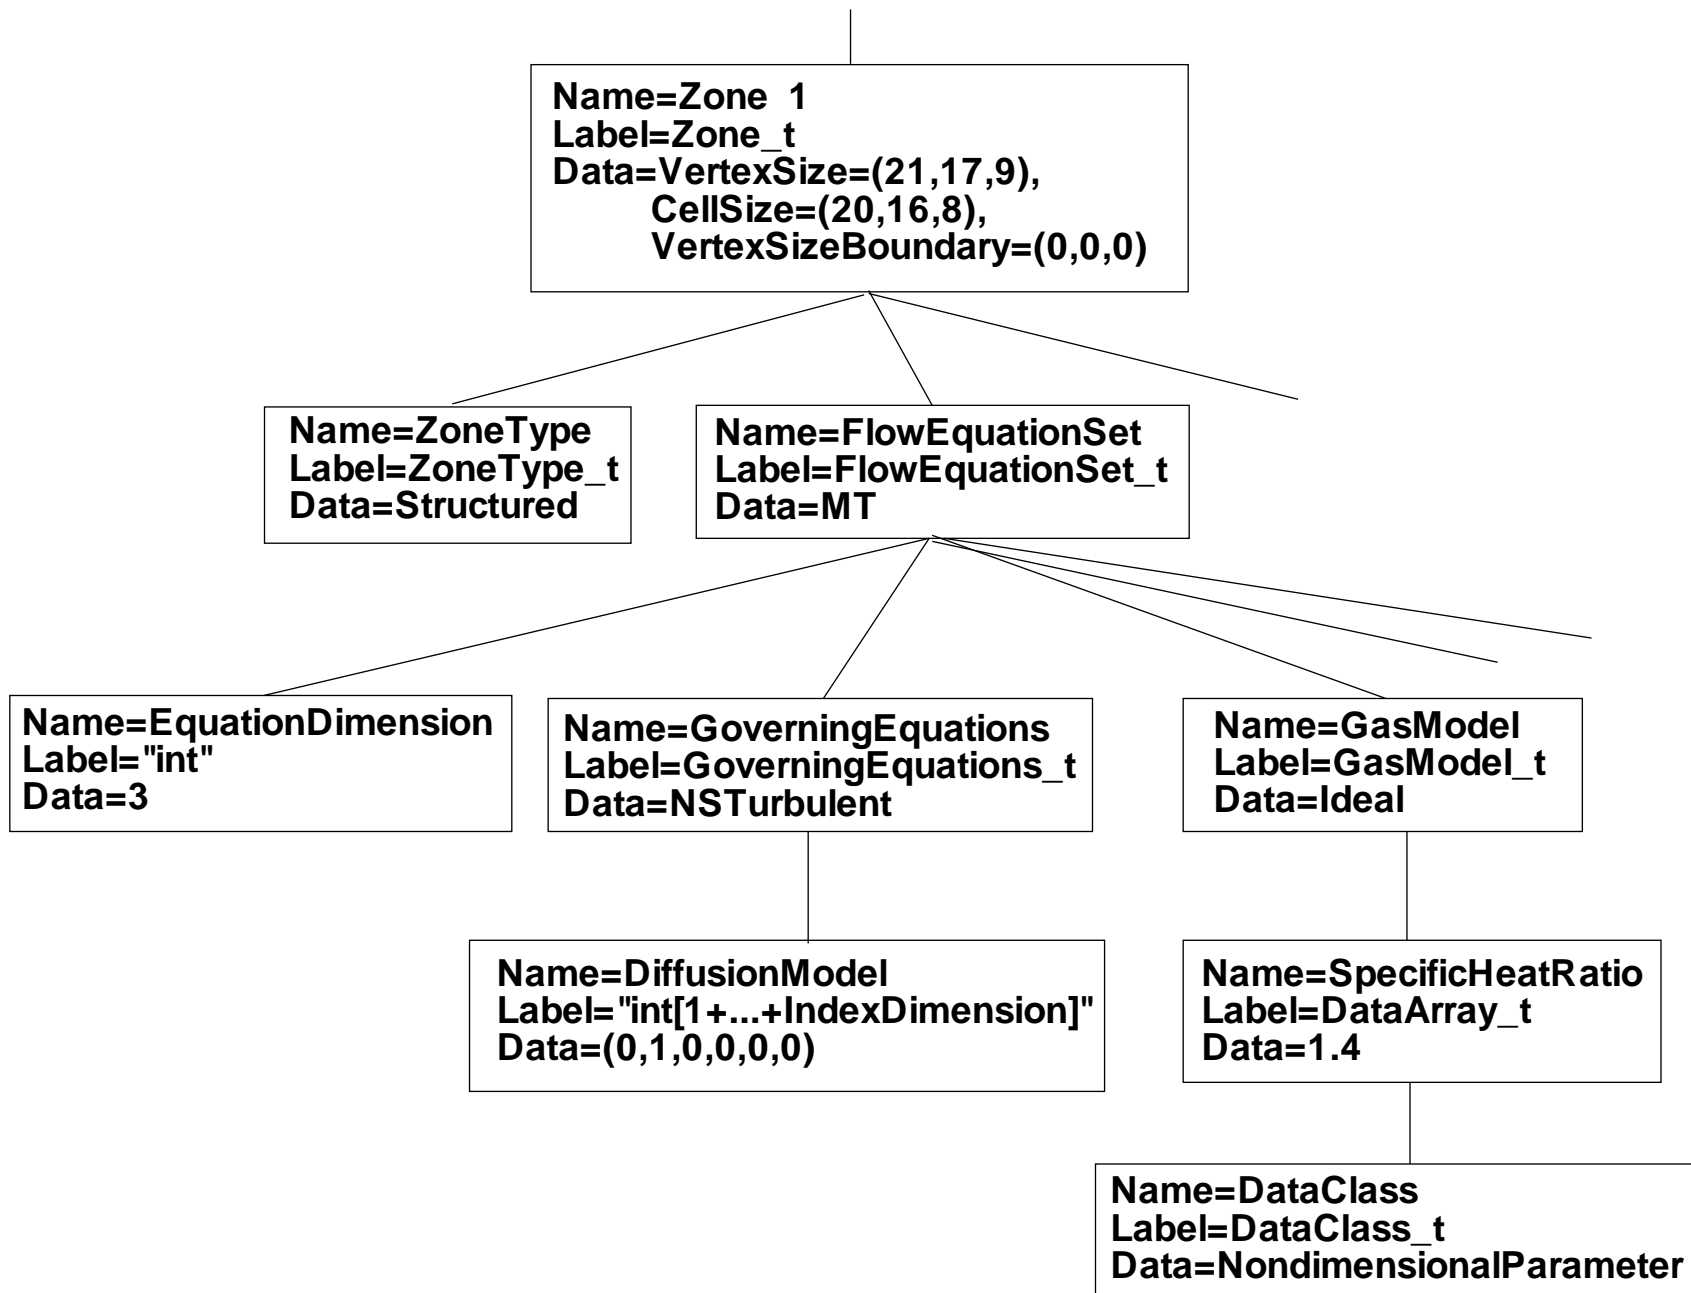 Name=Zone 1
Label=Zone_t
Data=VertexSize=(21,17,9),
CellSize=(20,16,8),
VertexSizeBoundary=(0,0,0)
Name=ZoneType
Label=ZoneType_t
Data=Structured
Name=FlowEquationSet
Label=FlowEquationSet_t
Data=MT
Name=EquationDimension
Label="int"
Data=3
Name=GoverningEquations
Label=GoverningEquations_t
Data=NSTurbulent
Name=GasModel
Label=GasModel_t
Data=Ideal
Name=DiffusionModel
Label="int[1+...+IndexDimension]"
Data=(0,1,0,0,0,0)
Name=SpecificHeatRatio
Label=DataArray_t
Data=1.4
Name=DataClass
Label=DataClass_t
Data=NondimensionalParameter